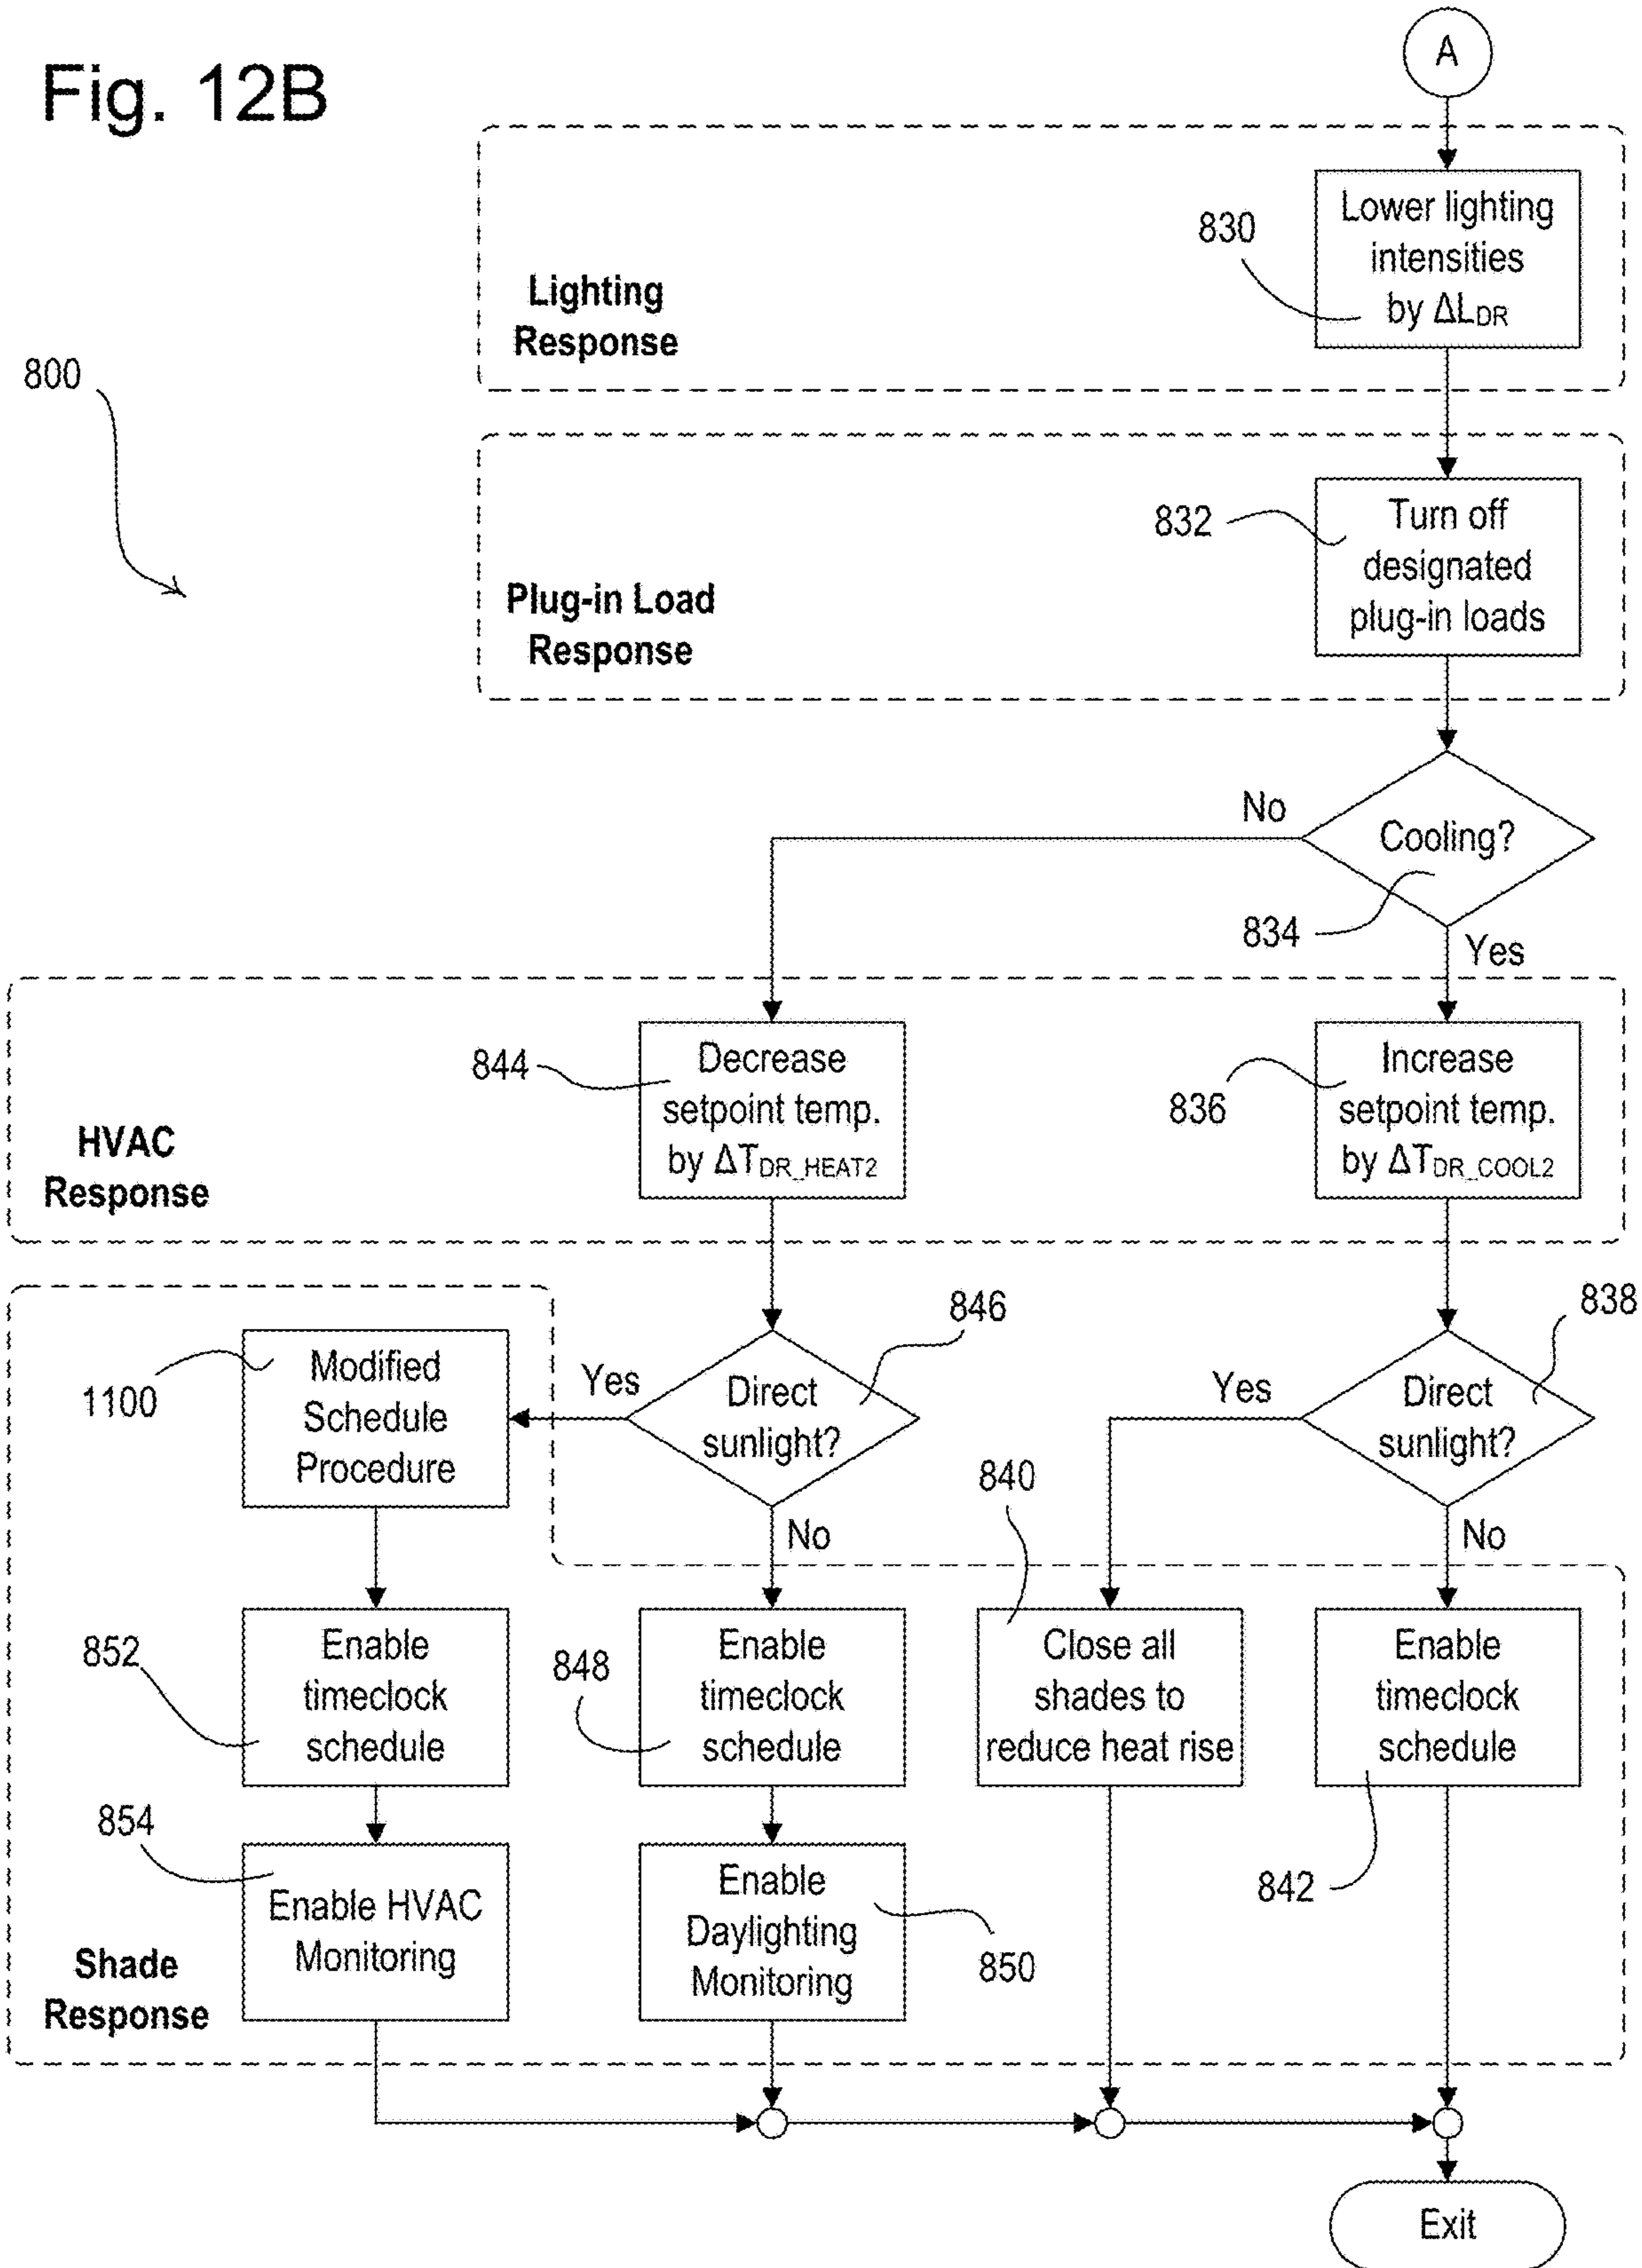 Fig. 12B
A
Lower lighting
intensities
by ΔLDR
830
Lighting
Response
800
Turn off
designated
plug-in loads
832
Plug-in Load
Response
Cooling?
No
834
Yes
Decrease
setpoint temp.
by ΔTDR_HEAT2
844
Increase
setpoint temp.
by ΔTDR_COOL2
836
HVAC
Response
Modified
Schedule
Procedure
1100
Yes
Direct
sunlight?
846
No
Yes
Direct
sunlight?
838
No
840
Enable
timeclock
schedule
852
Enable
timeclock
schedule
848
Close all
shades to
reduce heat rise
Enable
timeclock
schedule
842
854
Enable HVAC
Monitoring
Enable
Daylighting
Monitoring
850
Shade
Response
Exit